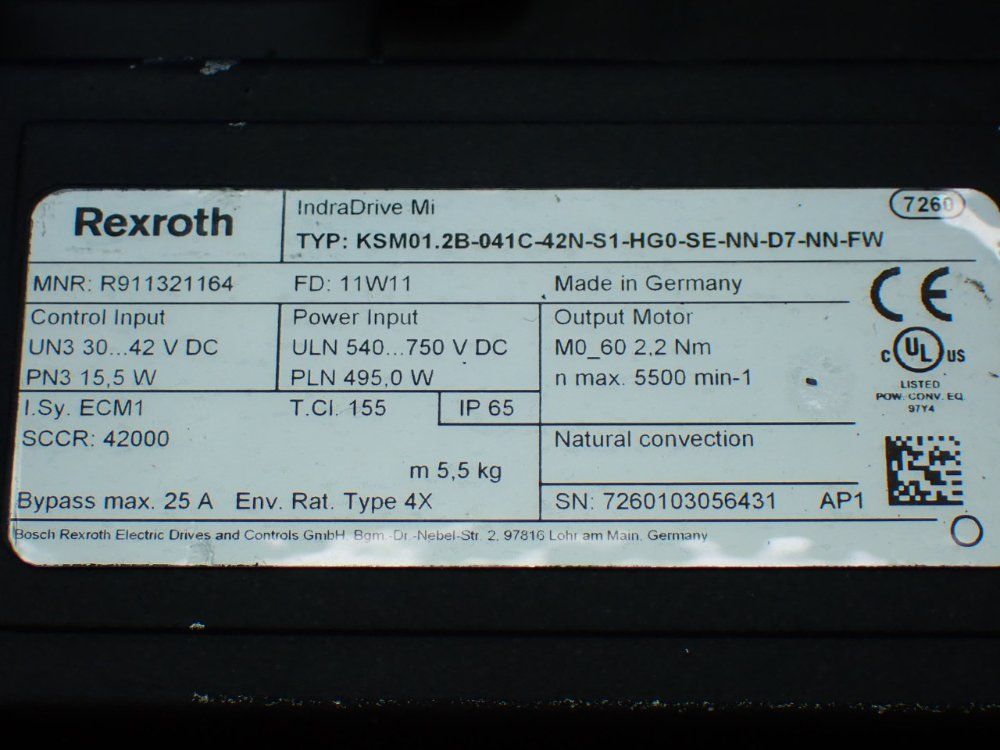 Rexroth
IndraDrive Mi
7260
TYP: KSM01.2B-041C-42N-S1-HG0-SE-NN-D7-NN-FW
MNR: R911321164 FD: 11W11 Made in Germany
CE
Control Input Power Input Output Motor
UN3 30...42 V DC ULN 540...750 V DC M0_60 2,2 Nm
PN3 15,5 W PLN 495,0 W n max. 5500 min-1
c UL US
LISTED
POW. CONV. EQ.
97Y4
I.Sy. ECM1 T.Cl. 155 IP 65
SCCR: 42000 Natural convection
m 5,5 kg
Bypass max. 25 A Env. Rat. Type 4X SN: 7260103056431 AP1
Bosch Rexroth Electric Drives and Controls GmbH, Bgm.-Dr.-Nebel-Str. 2, 97816 Lohr am Main, Germany